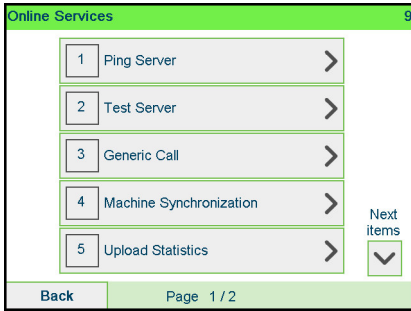 Online Services 9
1 Ping Server
2 Test Server
3 Generic Call
4 Machine Synchronization
5 Upload Statistics
Next
items
Back Page 1 / 2